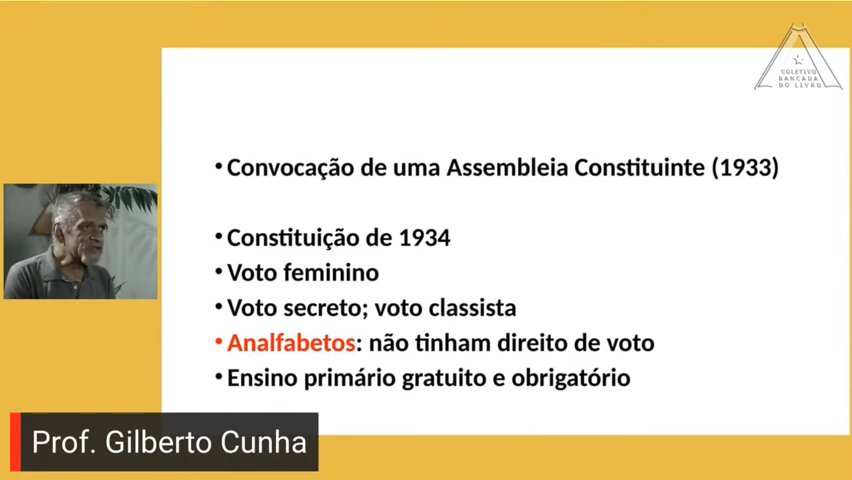 COLETIVO
BANCADA
DO LIVRO
• Convocação de uma Assembleia Constituinte (1933)
• Constituição de 1934
• Voto feminino
• Voto secreto; voto classista
• Analfabetos: não tinham direito de voto
• Ensino primário gratuito e obrigatório
Prof. Gilberto Cunha